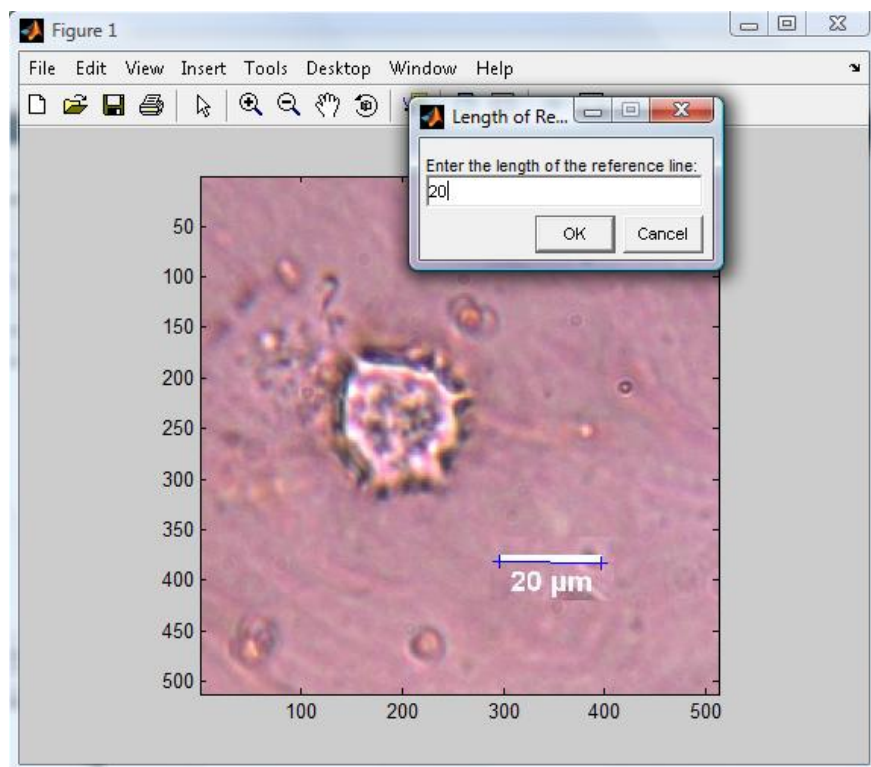 Figure 1
File Edit View Insert Tools Desktop Window Help
Length of Re...
Enter the length of the reference line:
20
OK Cancel
50
100
150
200
250
300
350
400
450
500
20 µm
100 200 300 400 500